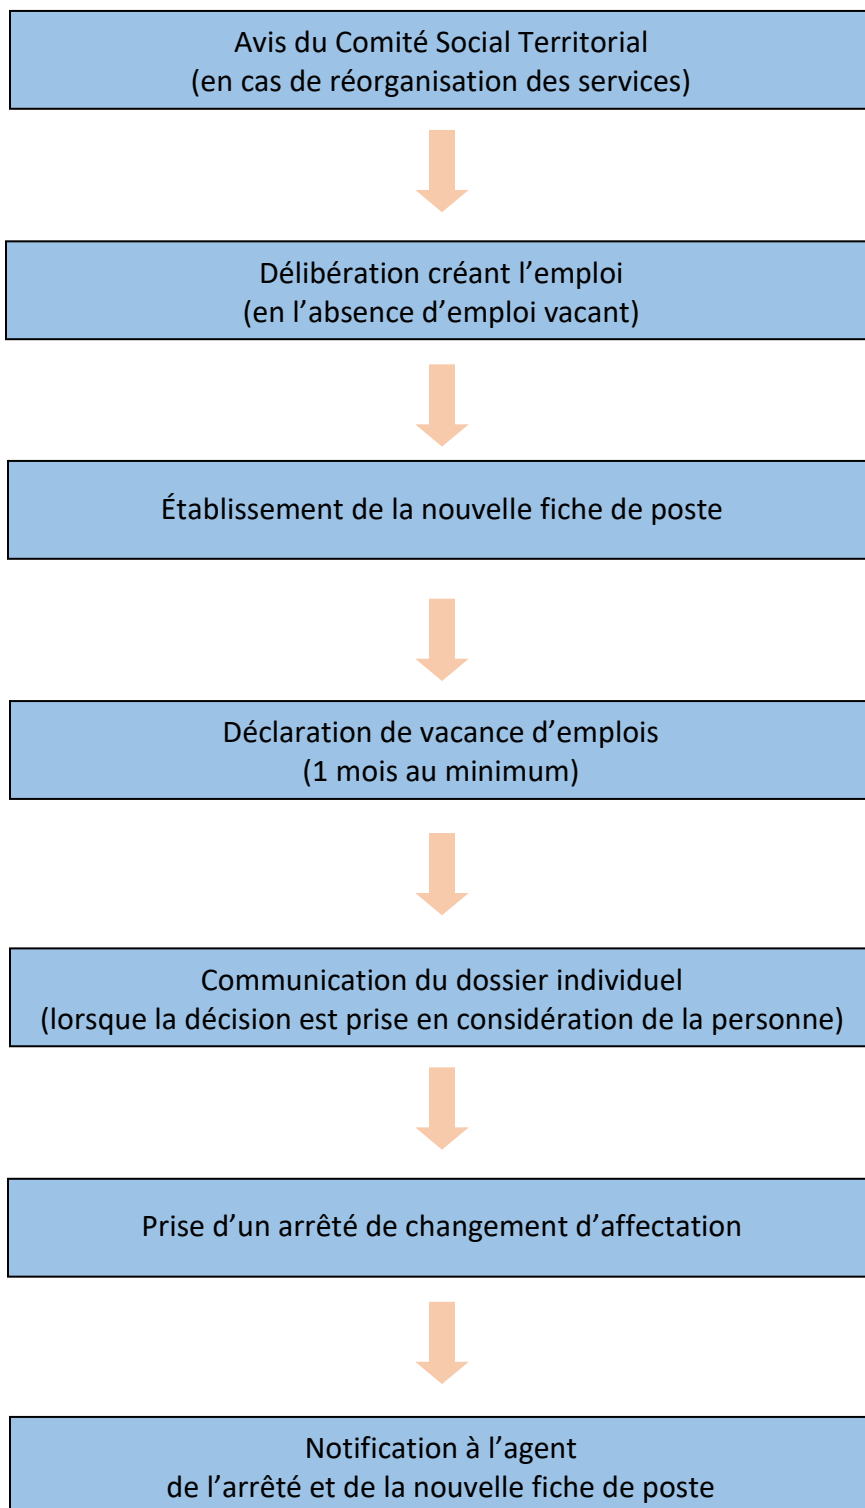 Avis du Comité Social Territorial
(en cas de réorganisation des services)
Délibération créant l’emploi
(en l’absence d’emploi vacant)
Établissement de la nouvelle fiche de poste
Déclaration de vacance d’emplois
(1 mois au minimum)
Communication du dossier individuel
(lorsque la décision est prise en considération de la personne)
Prise d’un arrêté de changement d’affectation
Notification à l’agent
de l’arrêté et de la nouvelle fiche de poste